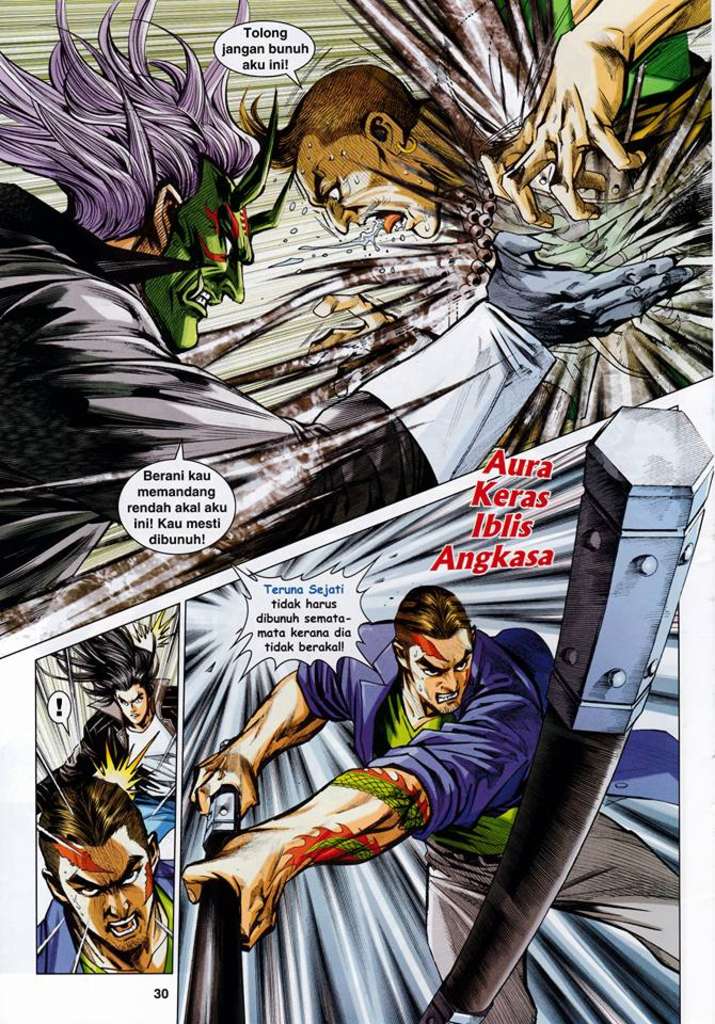 Tolong
jangan bunuh
aku ini!
Berani kau
memandang
rendah akal aku
ini! Kau mesti
dibunuh!
Aura
Keras
Iblis
Angkasa
Teruna Sejati
tidak harus
dibunuh semata-
mata kerana dia
tidak berakal!
!
30